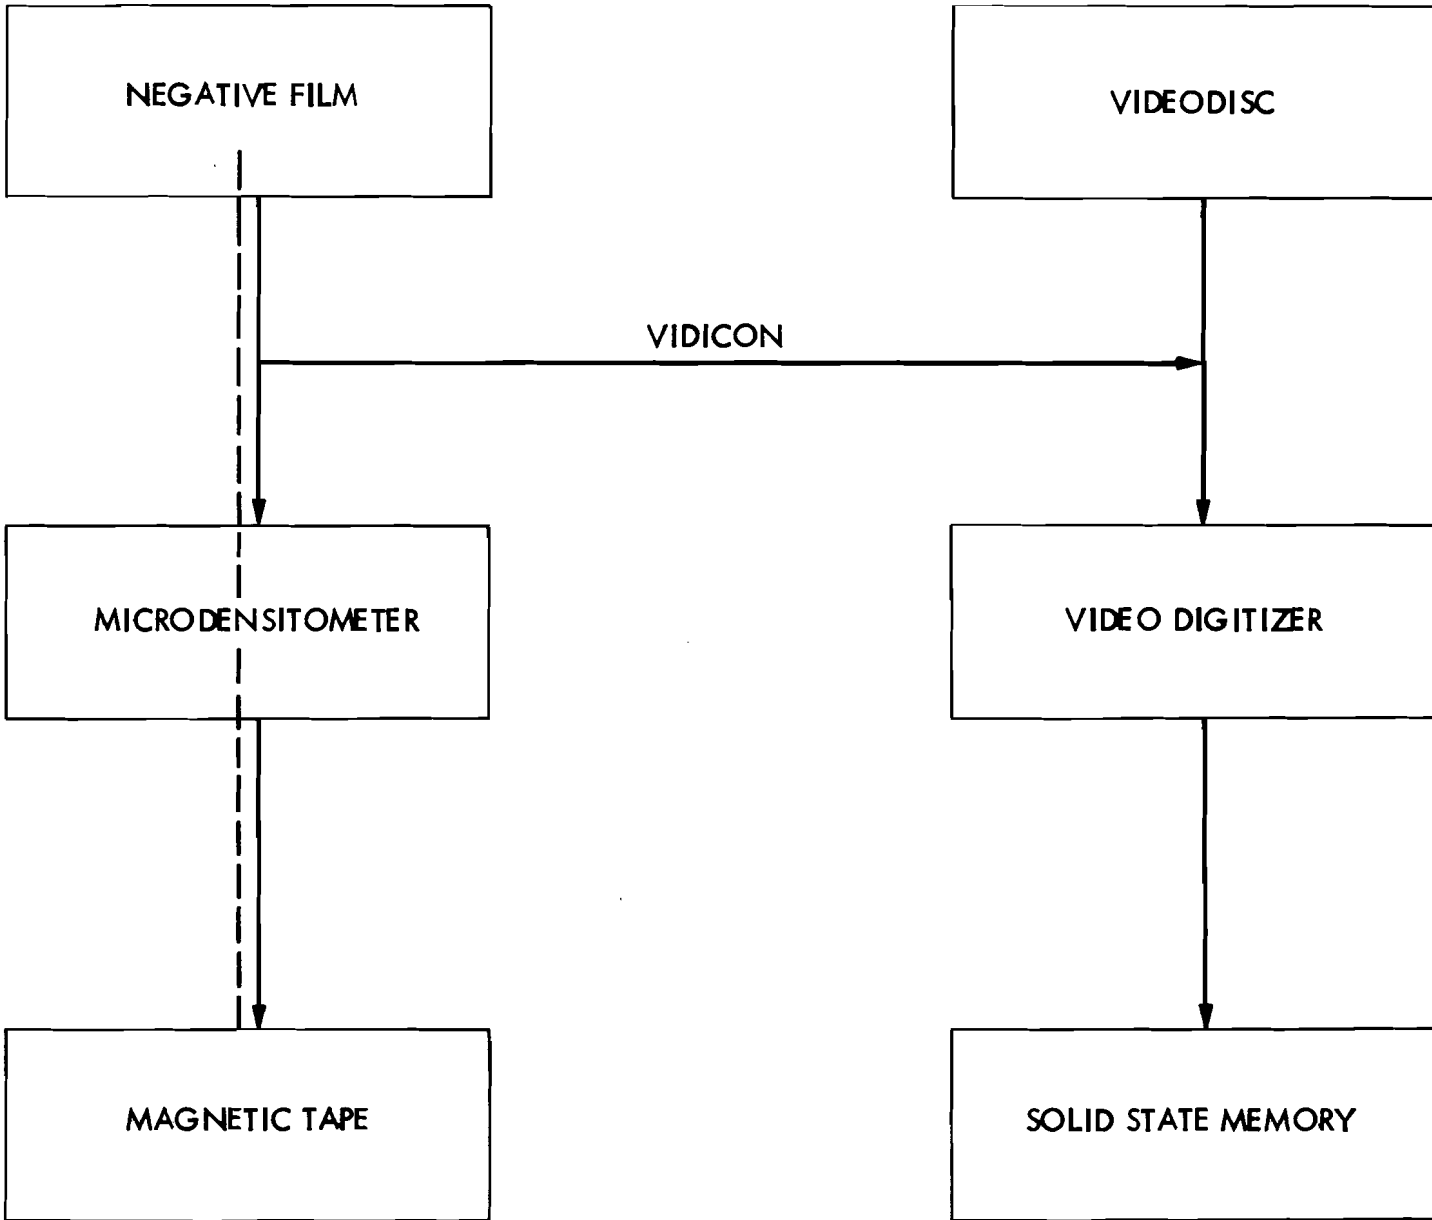 NEGATIVE FILM
VIDEODISC
VIDICON
MICRODENSITOMETER
VIDEO DIGITIZER
MAGNETIC TAPE
SOLID STATE MEMORY